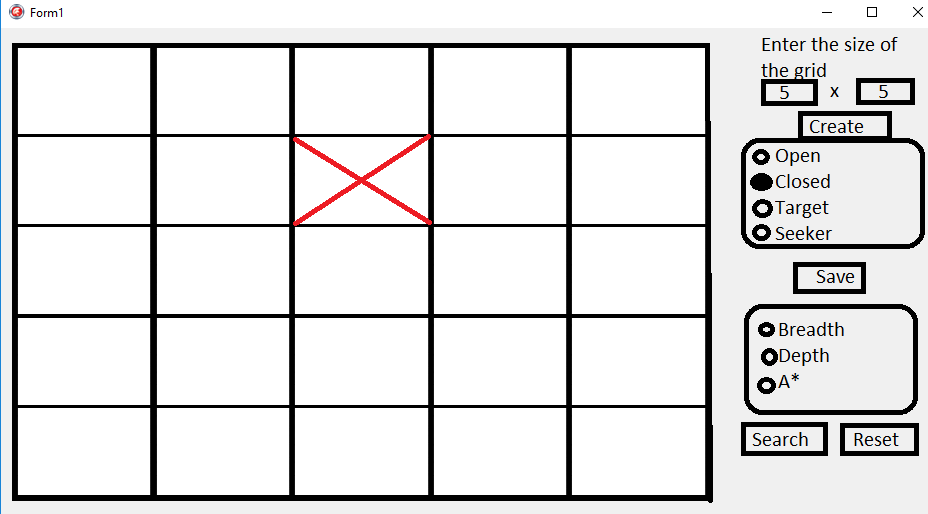 Form1
Enter the size of
the grid
5 x 5
Create
Open
Closed
Target
Seeker
Save
Breadth
Depth
A*
Search Reset